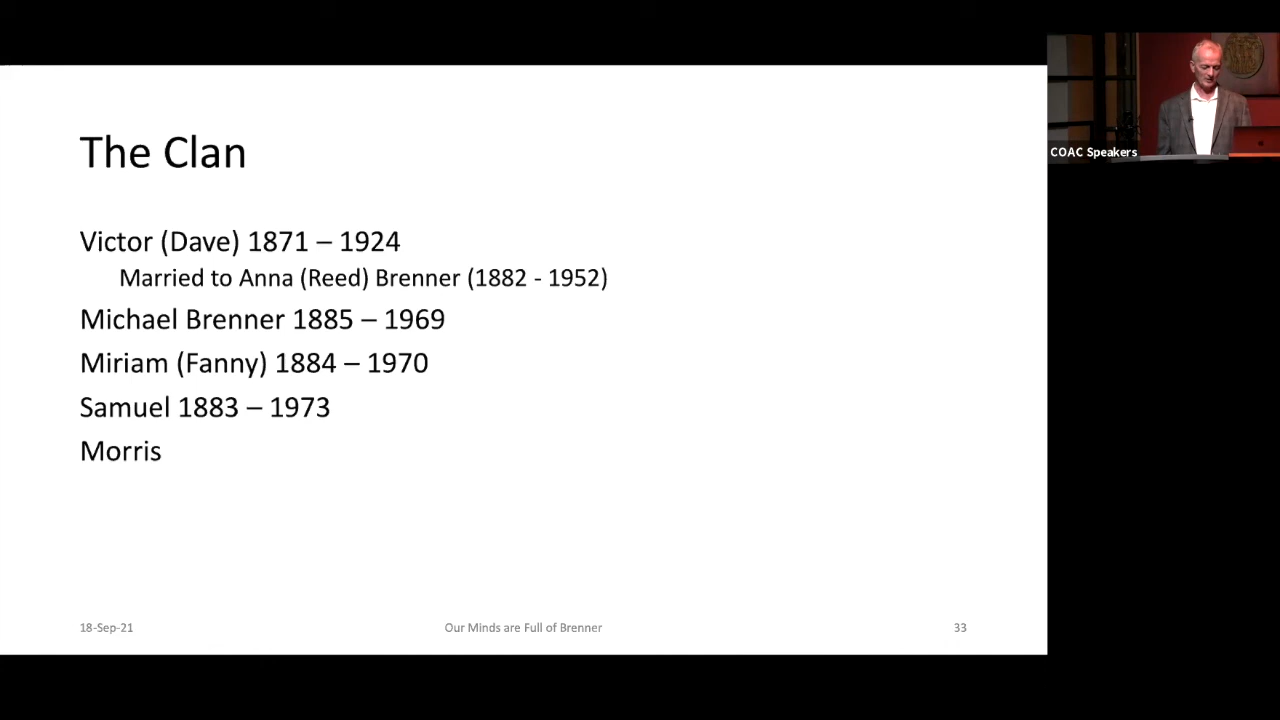 The Clan
Victor (Dave) 1871 – 1924
Married to Anna (Reed) Brenner (1882 - 1952)
Michael Brenner 1885 – 1969
Miriam (Fanny) 1884 – 1970
Samuel 1883 – 1973
Morris
18-Sep-21
Our Minds are Full of Brenner
33
COAC Speakers